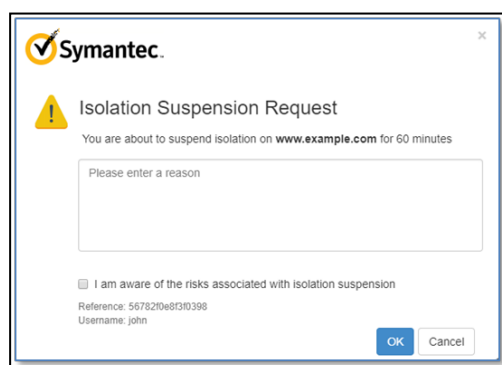 Symantec.
×
Isolation Suspension Request
You are about to suspend isolation on www.example.com for 60 minutes
Please enter a reason
I am aware of the risks associated with isolation suspension
Reference: 56782f0e8f3f0398
Username: john
OK Cancel